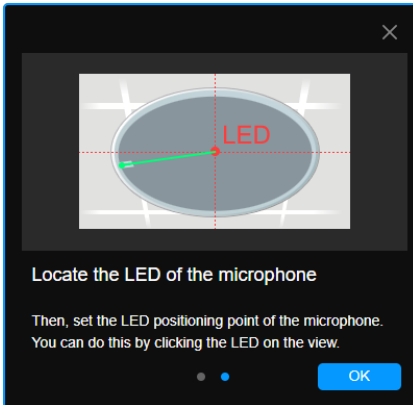 LED
Locate the LED of the microphone
Then, set the LED positioning point of the microphone.
You can do this by clicking the LED on the view.
OK